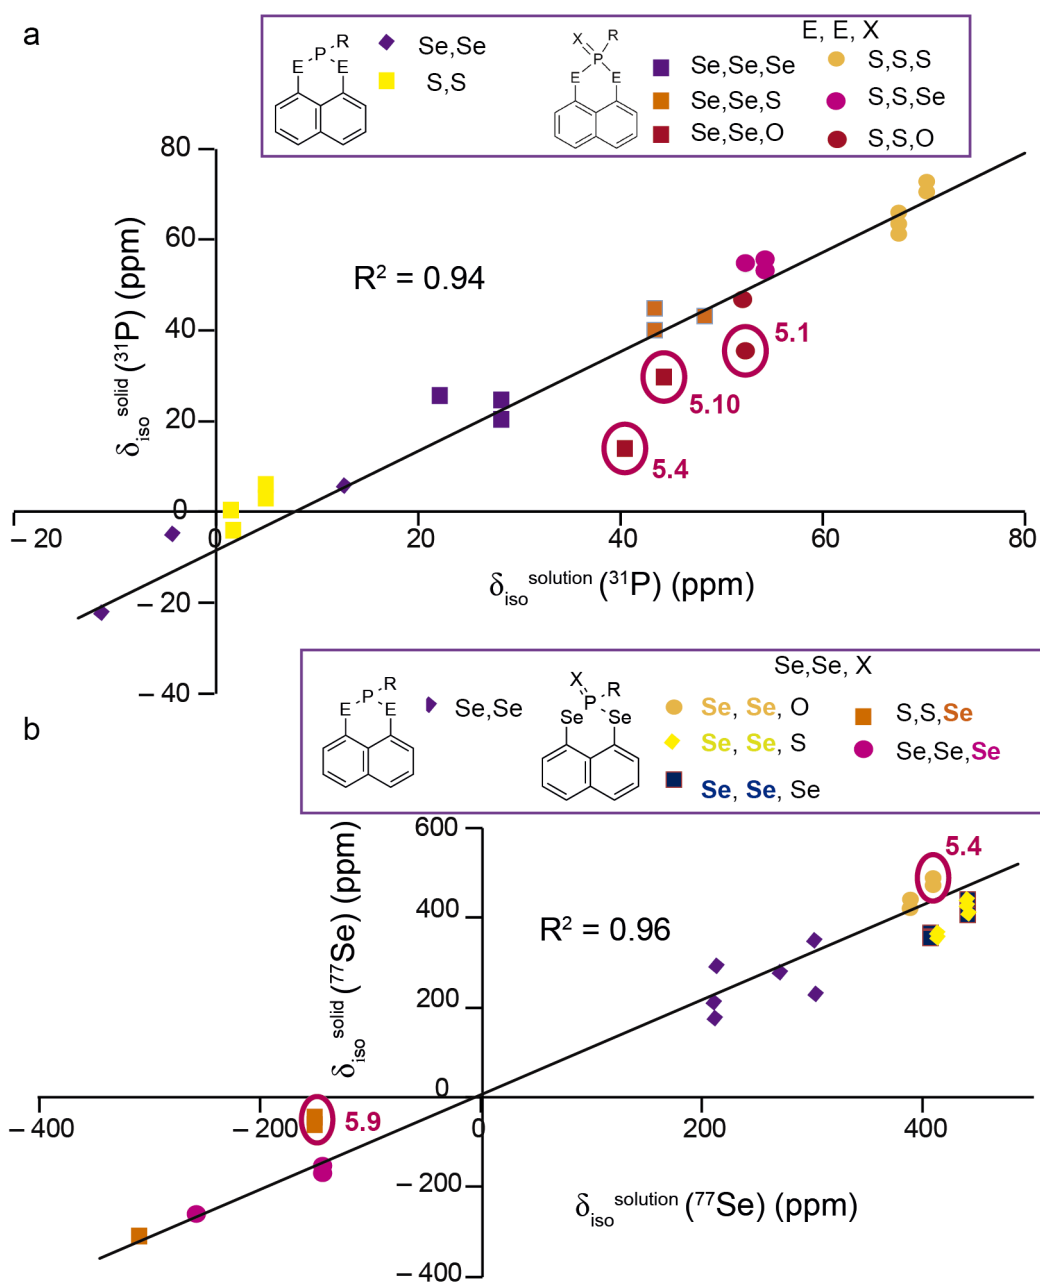 a
E, E, X
X
R
P
E E
R
P
E E
Se,Se
S,S
Se,Se,Se
Se,Se,S
Se,Se,O
S,S,S
S,S,Se
S,S,O
80
60
40
20
0
– 20
– 40
δiso solid (31P) (ppm)
R² = 0.94
5.1
5.10
5.4
– 20 0 20 40 60 80
δiso solution (31P) (ppm)
b
Se,Se, X
R
P
E E
Se,Se
X
R
P
Se Se
Se, Se, O
Se, Se, S
Se, Se, Se
S,S,Se
Se,Se,Se
600
400
200
0
– 200
– 400
δiso solid (77Se) (ppm)
R² = 0.96
5.4
5.9
– 400 –200 0 200 400
δiso solution (77Se) (ppm)